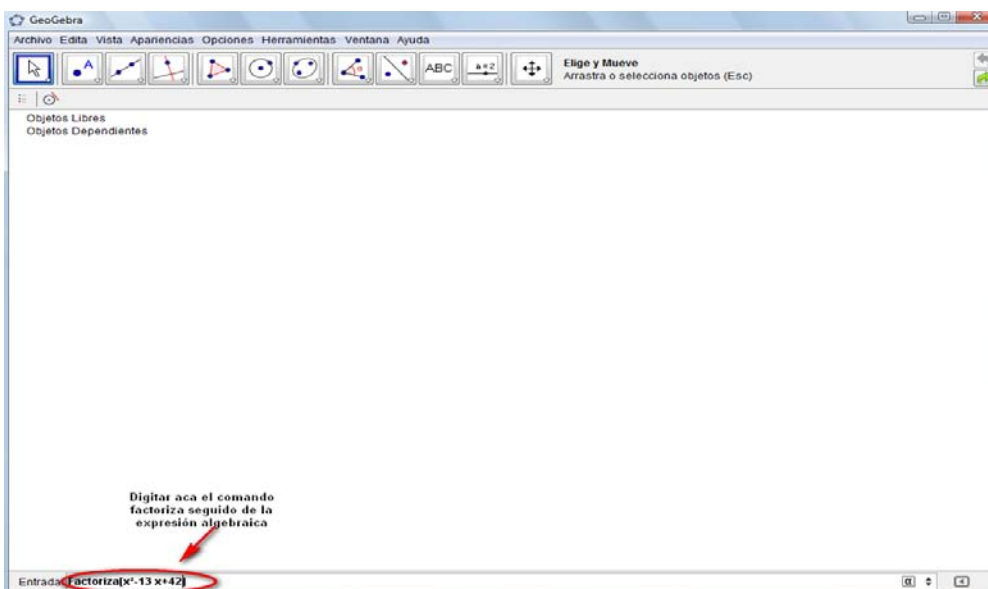 GeoGebra
Archivo Edita Vista Apariencias Opciones Herramientas Ventana Ayuda
A ABC a=2 Elige y Mueve
Arrastra o selecciona objetos (Esc)
Objetos Libres
Objetos Dependientes
Digitar aca el comando
factoriza seguido de la
expresión algebraica
Entrada: Factoriza[x²-13 x+42] α